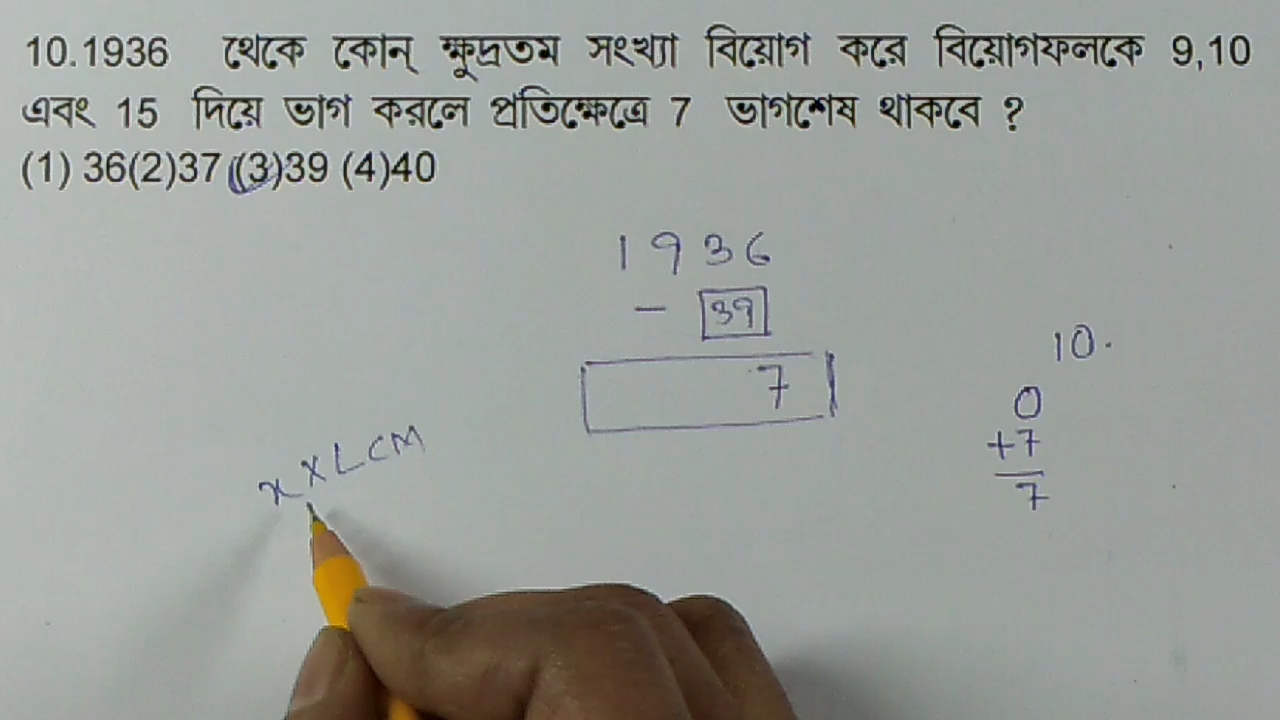 10.1936 থেকে কোন্ ক্ষুদ্রতম সংখ্যা বিয়োগ করে বিয়োগফলকে 9,10
এবং 15 দিয়ে ভাগ করলে প্রতিক্ষেত্রে 7 ভাগশেষ থাকবে ?
(1) 36(2)37 (3)39 (4)40
1936
- 39
7
10.
0
+7
7
x x LCM